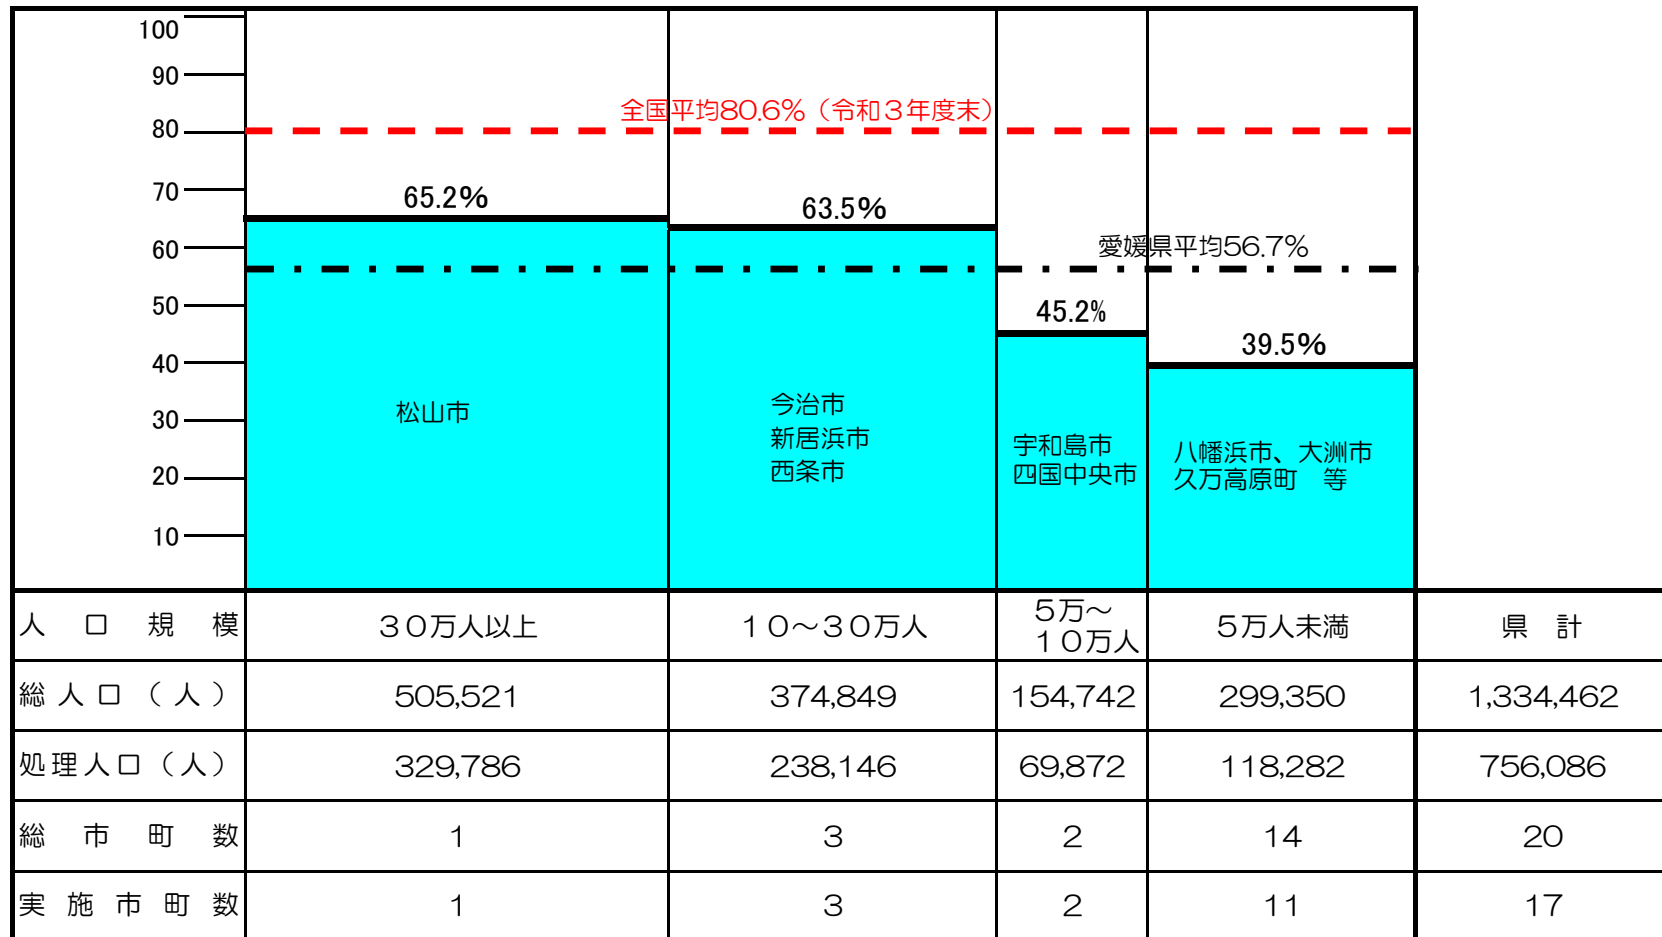 100
90
80
70
60
50
40
30
20
10
全国平均80.6%（令和３年度末）
65.2%
63.5%
愛媛県平均56.7%
45.2%
39.5%
松山市
今治市
新居浜市
西条市
宇和島市
四国中央市
八幡浜市、大洲市
久万高原町　等
人口規模 ３０万人以上 １０～３０万人 ５万～１０万人 ５万人未満 県　計
総人口（人） 505,521 374,849 154,742 299,350 1,334,462
処理人口（人） 329,786 238,146 69,872 118,282 756,086
総市町数 1 3 2 14 20
実施市町数 1 3 2 11 17